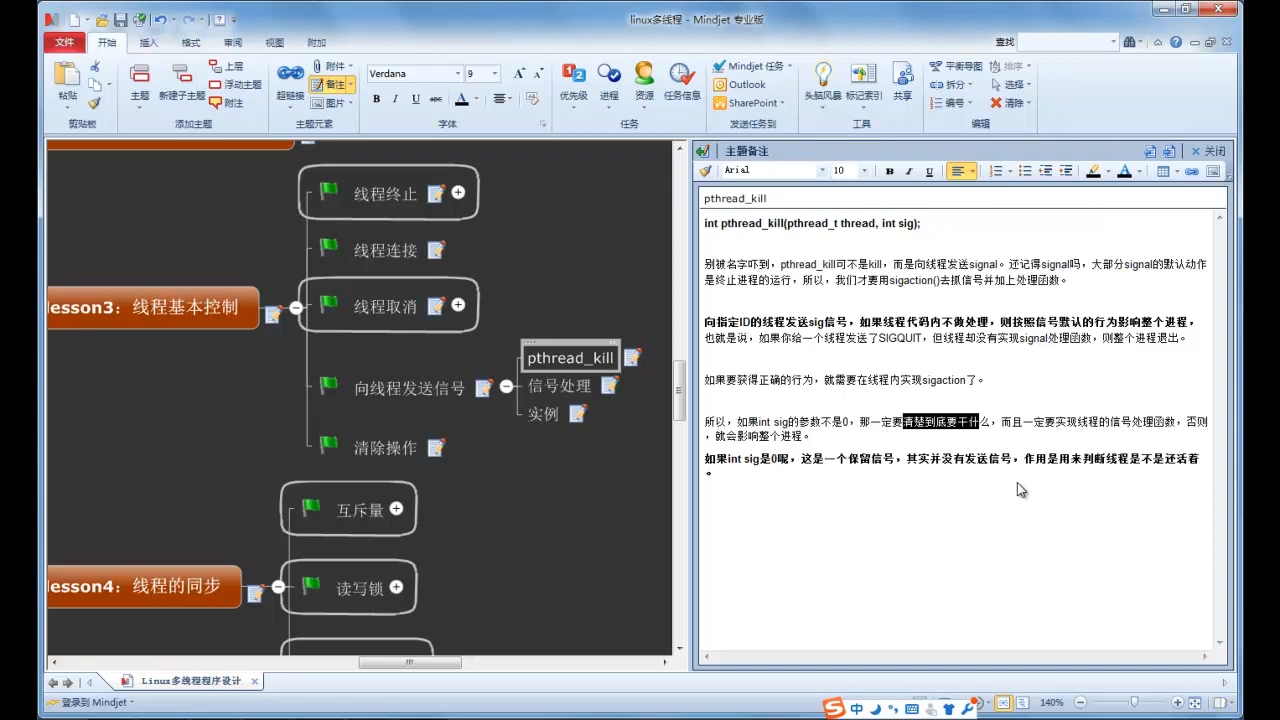 linux多线程 - Mindjet 专业版
文件 开始 插入 格式 审阅 视图 附加 查找
粘贴
剪贴板
主题 新建子主题 上层 浮动主题 附注
添加主题
超链接 附件 备注 图片
主题元素
Verdana 9
B I U abc A
字体
优先级 进程 资源 任务信息
任务
Mindjet 任务
Outlook
SharePoint
发送任务到
头脑风暴 标记索引 共享
工具
平衡导图 排序
拆分 选择
编号 清除
编辑
线程终止
线程连接
lesson3：线程基本控制
线程取消
pthread_kill
向线程发送信号
信号处理
实例
清除操作
互斥量
lesson4：线程的同步
读写锁
主题备注 关闭
Arial 10 B I U
pthread_kill
int pthread_kill(pthread_t thread, int sig);
别被名字吓到，pthread_kill可不是kill，而是向线程发送signal。还记得signal吗，大部分signal的默认动作
是终止进程的运行，所以，我们才要用sigaction()去抓信号并加上处理函数。
向指定ID的线程发送sig信号，如果线程代码内不做处理，则按照信号默认的行为影响整个进程，
也就是说，如果你给一个线程发送了SIGQUIT，但线程却没有实现signal处理函数，则整个进程退出。
如果要获得正确的行为，就需要在线程内实现sigaction了。
所以，如果int sig的参数不是0，那一定要清楚到底要干什么，而且一定要实现线程的信号处理函数，否则
，就会影响整个进程。
如果int sig是0呢，这是一个保留信号，其实并没有发送信号，作用是用来判断线程是不是还活着
。
Linux多线程程序设计
登录到 Mindjet
中
140%